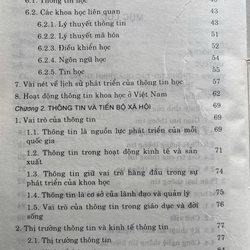 6.1. Thông tin học
6.2. Các khoa học liên quan 43
6.2.1. Lý thuyết thông tin 43
6.2.2. Lý thuyết mã hóa
6.2.3. Điều khiển học
6.2.4. Ngôn ngữ học
6.2.5. Tin học 52
7. Vài nét về lịch sử phát triển của thông tin học 55
8. Hoạt động thông tin khoa học ở Việt Nam 62
Chương 2. THÔNG TIN VÀ TIẾN BỘ XÃ HỘI 69
1. Vai trò của thông tin 69
1.1. Thông tin là nguồn lực phát triển của mỗi
quốc gia 69
1.2. Thông tin trong hoạt động kinh tế và sản
xuất 71
1.3. Thông tin giữ vai trò hàng đầu trong sự
phát triển của khoa học 74
1.4. Thông tin là cơ sở của lãnh đạo và quản lý 75
1.5. Vai trò của thông tin trong giáo dục và đời
sống 76
2. Thị trường thông tin và kinh tế thông tin 77
2.1. Thị trường thông tin 77